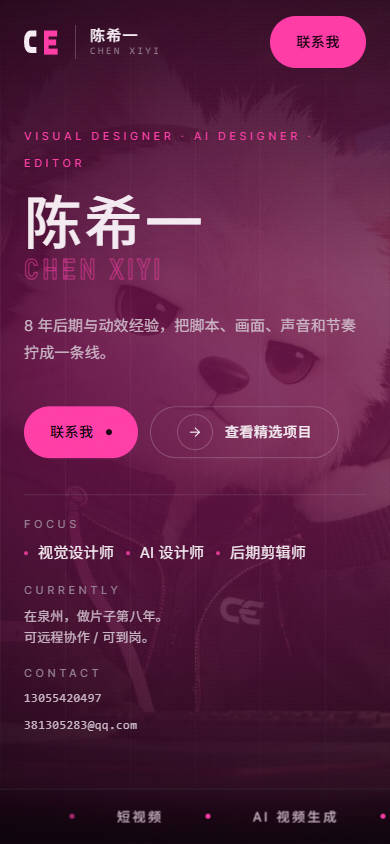 CE
陈希一
CHEN XIYI
联系我
VISUAL DESIGNER · AI DESIGNER ·
EDITOR
陈希一
CHEN XIYI
8 年后期与动效经验，把脚本、画面、声音和节奏
拧成一条线。
联系我 ●
→ 查看精选项目
FOCUS
• 视觉设计师 • AI 设计师 • 后期剪辑师
CURRENTLY
在泉州，做片子第八年。
可远程协作 / 可到岗。
CE
CONTACT
13055420497
381305283@qq.com
• 短视频 • AI 视频生成 •